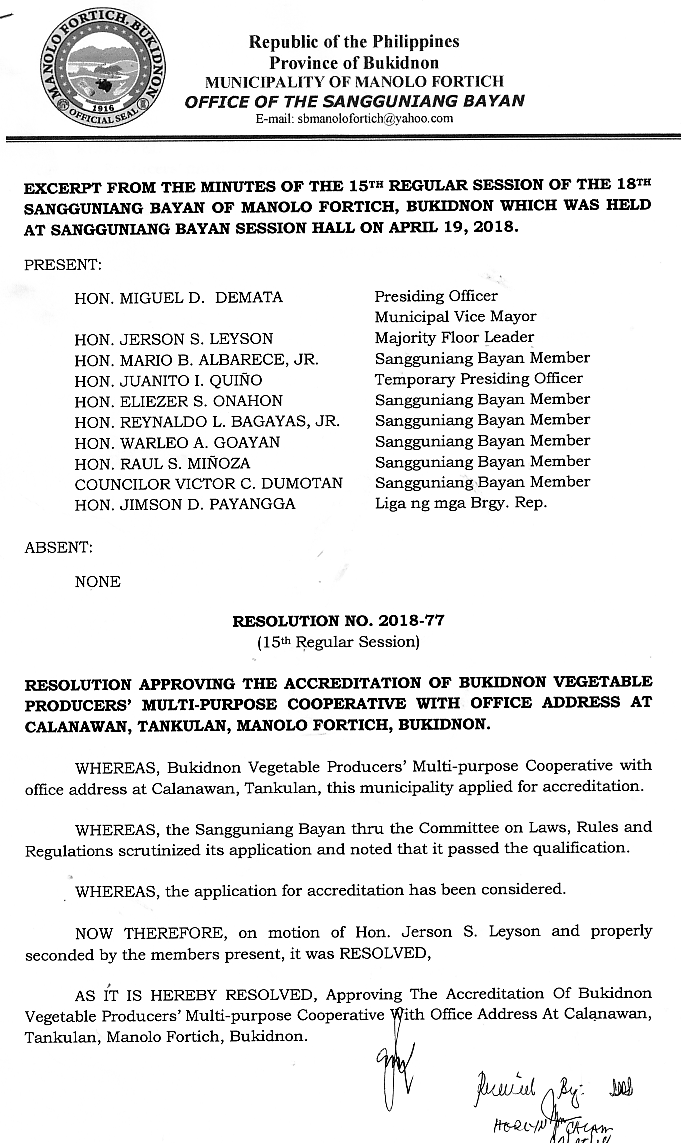 MANOLO FORTICH, BUKIDNON
1916
OFFICIAL SEAL
Republic of the Philippines
Province of Bukidnon
MUNICIPALITY OF MANOLO FORTICH
OFFICE OF THE SANGGUNIANG BAYAN
E-mail: sbmanolofortich@yahoo.com
EXCERPT FROM THE MINUTES OF THE 15TH REGULAR SESSION OF THE 18TH
SANGGUNIANG BAYAN OF MANOLO FORTICH, BUKIDNON WHICH WAS HELD
AT SANGGUNIANG BAYAN SESSION HALL ON APRIL 19, 2018.
PRESENT:
HON. MIGUEL D. DEMATA Presiding Officer
Municipal Vice Mayor
HON. JERSON S. LEYSON Majority Floor Leader
HON. MARIO B. ALBARECE, JR. Sangguniang Bayan Member
HON. JUANITO I. QUIÑO Temporary Presiding Officer
HON. ELIEZER S. ONAHON Sangguniang Bayan Member
HON. REYNALDO L. BAGAYAS, JR. Sangguniang Bayan Member
HON. WARLEO A. GOAYAN Sangguniang Bayan Member
HON. RAUL S. MIÑOZA Sangguniang Bayan Member
COUNCILOR VICTOR C. DUMOTAN Sangguniang Bayan Member
HON. JIMSON D. PAYANGGA Liga ng mga Brgy. Rep.
ABSENT:
NONE
RESOLUTION NO. 2018-77
(15th Regular Session)
RESOLUTION APPROVING THE ACCREDITATION OF BUKIDNON VEGETABLE
PRODUCERS' MULTI-PURPOSE COOPERATIVE WITH OFFICE ADDRESS AT
CALANAWAN, TANKULAN, MANOLO FORTICH, BUKIDNON.
WHEREAS, Bukidnon Vegetable Producers' Multi-purpose Cooperative with
office address at Calanawan, Tankulan, this municipality applied for accreditation.
WHEREAS, the Sangguniang Bayan thru the Committee on Laws, Rules and
Regulations scrutinized its application and noted that it passed the qualification.
WHEREAS, the application for accreditation has been considered.
NOW THEREFORE, on motion of Hon. Jerson S. Leyson and properly
seconded by the members present, it was RESOLVED,
AS IT IS HEREBY RESOLVED, Approving The Accreditation Of Bukidnon
Vegetable Producers' Multi-purpose Cooperative With Office Address At Calanawan,
Tankulan, Manolo Fortich, Bukidnon.
Received By: